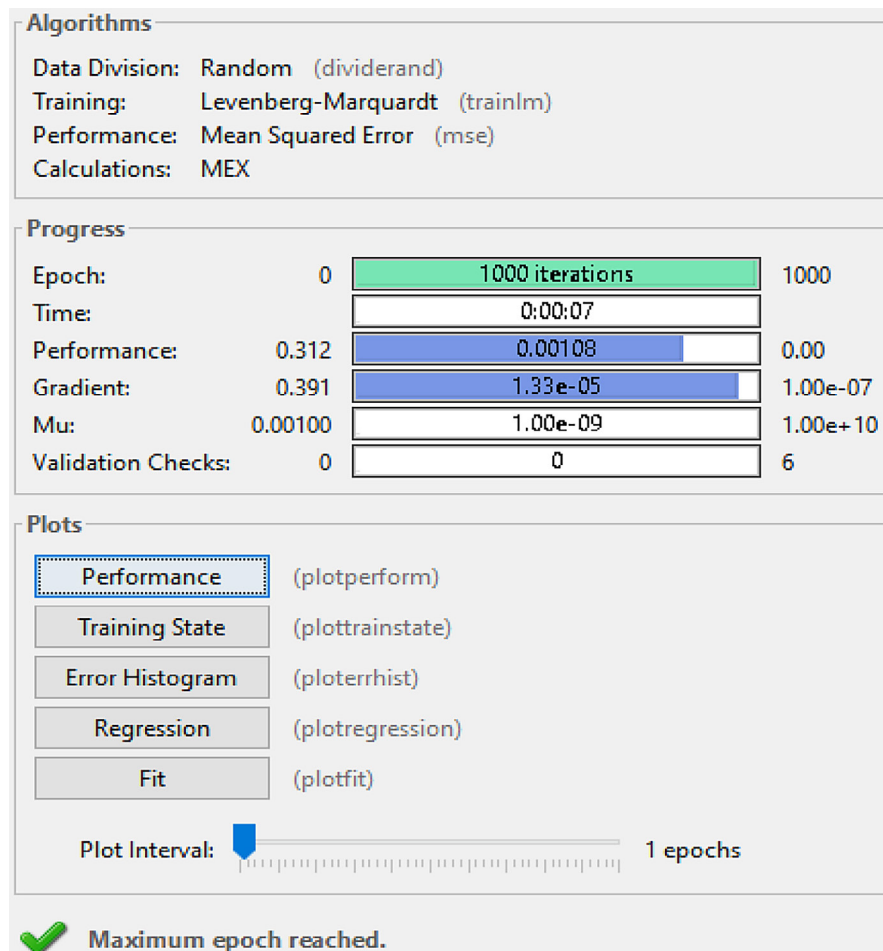 Algorithms
Data Division: Random (dividerand)
Training: Levenberg-Marquardt (trainlm)
Performance: Mean Squared Error (mse)
Calculations: MEX
Progress
Epoch: 0 1000 iterations 1000
Time: 0:00:07
Performance: 0.312 0.00108 0.00
Gradient: 0.391 1.33e-05 1.00e-07
Mu: 0.00100 1.00e-09 1.00e+10
Validation Checks: 0 0 6
Plots
Performance (plotperform)
Training State (plottrainstate)
Error Histogram (ploterrhist)
Regression (plotregression)
Fit (plotfit)
Plot Interval: 1 epochs
Maximum epoch reached.